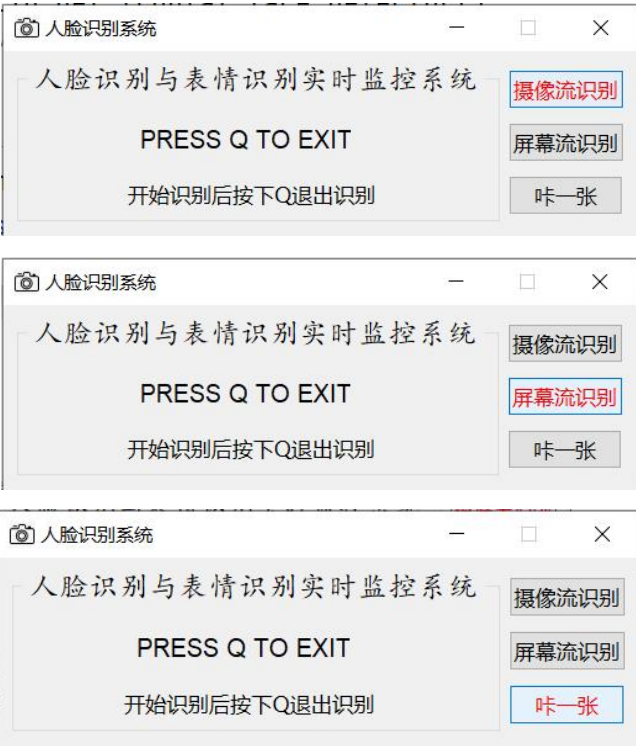 人脸识别系统
人脸识别与表情识别实时监控系统
摄像流识别
PRESS Q TO EXIT
屏幕流识别
开始识别后按下Q退出识别
咔一张
人脸识别系统
人脸识别与表情识别实时监控系统
摄像流识别
PRESS Q TO EXIT
屏幕流识别
开始识别后按下Q退出识别
咔一张
人脸识别系统
人脸识别与表情识别实时监控系统
摄像流识别
PRESS Q TO EXIT
屏幕流识别
开始识别后按下Q退出识别
咔一张